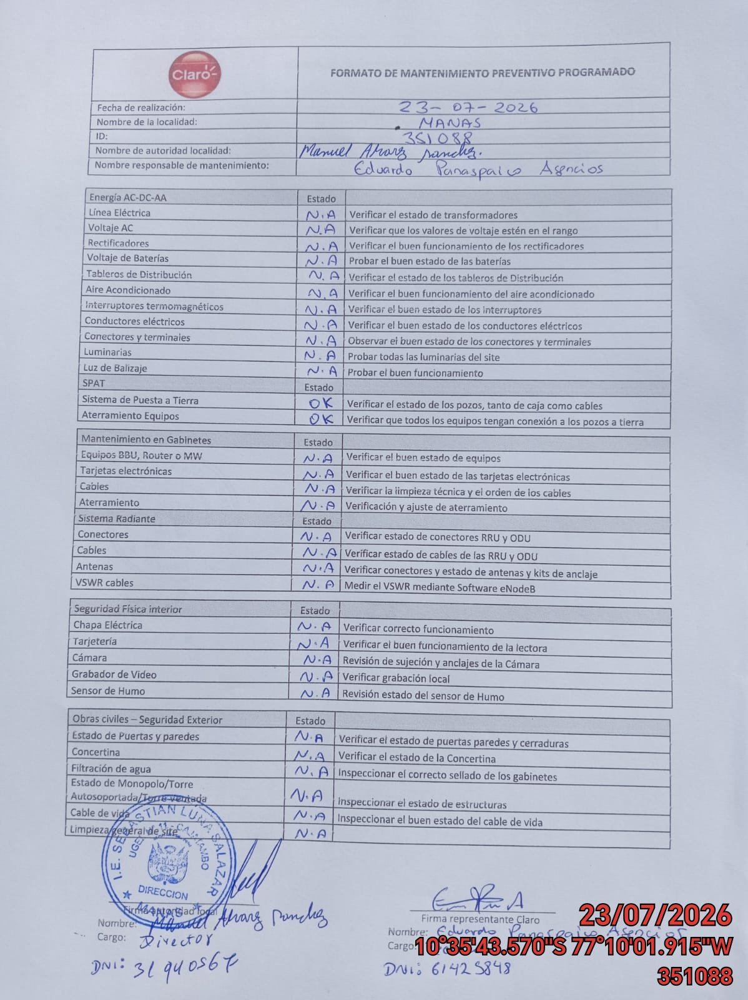 Claro
FORMATO DE MANTENIMIENTO PREVENTIVO PROGRAMADO
Fecha de realización: 23-07-2026
Nombre de la localidad: MANAS
ID: 351088
Nombre de autoridad localidad: Manuel Alvarez Sanchez.
Nombre responsable de mantenimiento: Eduardo Panaspaico Asencios
Energía AC-DC-AA Estado
Línea Eléctrica N.A Verificar el estado de transformadores
Voltaje AC N.A Verificar que los valores de voltaje estén en el rango
Rectificadores N.A Verificar el buen funcionamiento de los rectificadores
Voltaje de Baterías N.A Probar el buen estado de las baterías
Tableros de Distribución N.A Verificar el estado de los tableros de Distribución
Aire Acondicionado N.A Verificar el buen funcionamiento del aire acondicionado
Interruptores termomagnéticos N.A Verificar el buen estado de los interruptores
Conductores eléctricos N.A Verificar el buen estado de los conductores eléctricos
Conectores y terminales N.A Observar el buen estado de los conectores y terminales
Luminarias N.A Probar todas las luminarias del site
Luz de Balizaje N.A Probar el buen funcionamiento
SPAT Estado
Sistema de Puesta a Tierra OK Verificar el estado de los pozos, tanto de caja como cables
Aterramiento Equipos OK Verificar que todos los equipos tengan conexión a los pozos a tierra
Mantenimiento en Gabinetes Estado
Equipos BBU, Router o MW N.A Verificar el buen estado de equipos
Tarjetas electrónicas N.A Verificar el buen estado de las tarjetas electrónicas
Cables N.A Verificar la limpieza técnica y el orden de los cables
Aterramiento N.A Verificación y ajuste de aterramiento
Sistema Radiante Estado
Conectores N.A Verificar estado de conectores RRU y ODU
Cables N.A Verificar estado de cables de las RRU y ODU
Antenas N.A Verificar conectores y estado de antenas y kits de anclaje
VSWR cables N.A Medir el VSWR mediante Software eNodeB
Seguridad Física interior Estado
Chapa Eléctrica N.A Verificar correcto funcionamiento
Tarjetería N.A Verificar el buen funcionamiento de la lectora
Cámara N.A Revisión de sujeción y anclajes de la Cámara
Grabador de Video N.A Verificar grabación local
Sensor de Humo N.A Revisión estado del sensor de Humo
Obras civiles – Seguridad Exterior Estado
Estado de Puertas y paredes N.A Verificar el estado de puertas paredes y cerraduras
Concertina N.A Verificar el estado de la Concertina
Filtración de agua N.A Inspeccionar el correcto sellado de los gabinetes
Estado de Monopolo/Torre
Autosoportada/Torre ventada N.A Inspeccionar el estado de estructuras
Cable de vida N.A Inspeccionar el buen estado del cable de vida
Limpieza general de site N.A
I.E. SEBASTIAN LUNA SALAZAR
UGEL CAJATAMBO
DIRECCION
MANAS
Firma autoridad local
Nombre: Manuel Alvarez Sanchez
Cargo: Director
DNI: 31940567
Firma representante Claro
Nombre: Eduardo Panaspaico Asencios
Cargo:
DNI: 61425848
23/07/2026
10°35'43.570"S 77°10'01.915"W
351088